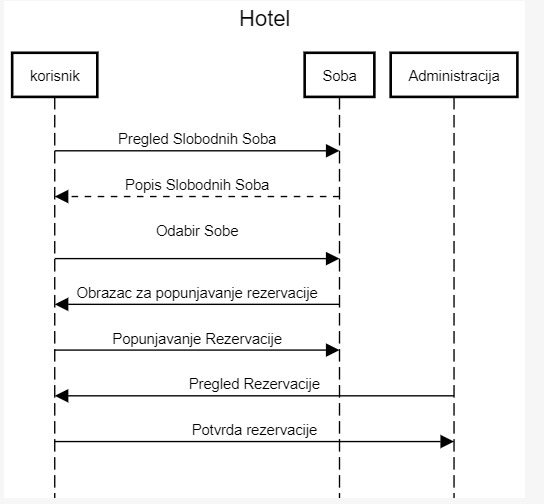 Hotel
korisnik
Soba
Administracija
Pregled Slobodnih Soba
Popis Slobodnih Soba
Odabir Sobe
Obrazac za popunjavanje rezervacije
Popunjavanje Rezervacije
Pregled Rezervacije
Potvrda rezervacije